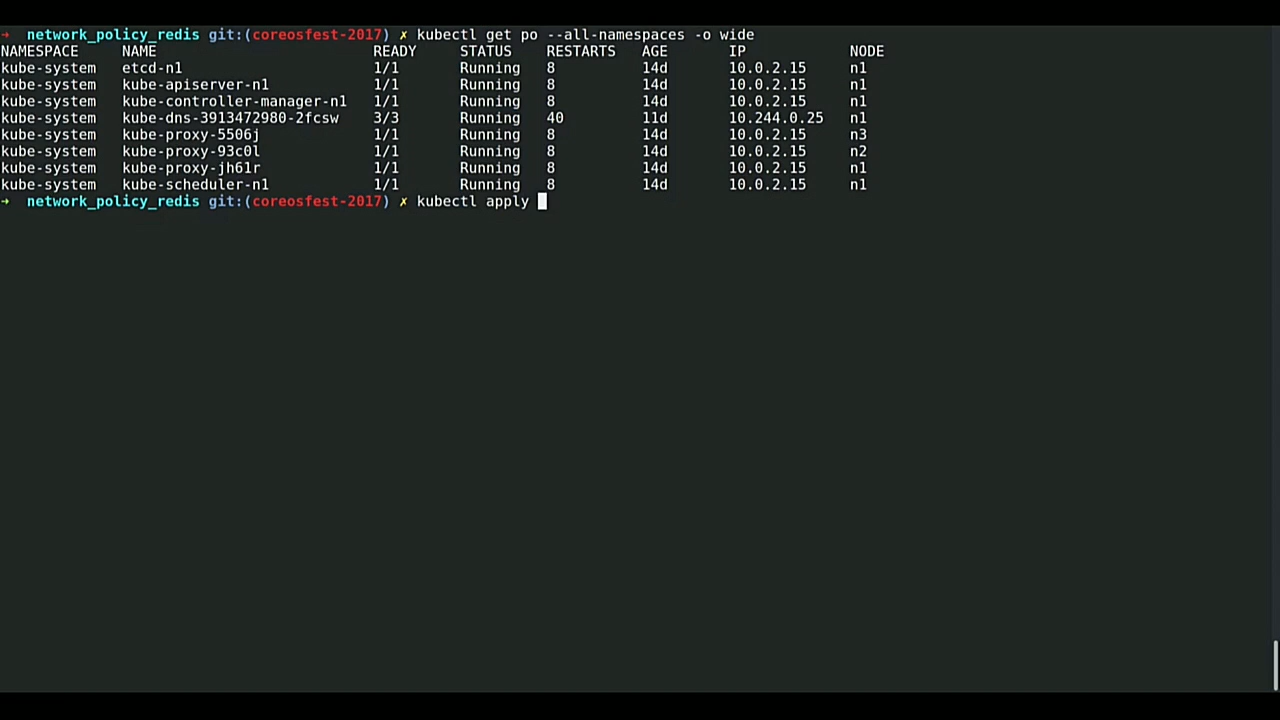 ➜  network_policy_redis git:(coreosfest-2017) ✗ kubectl get po --all-namespaces -o wide
NAMESPACE     NAME                         READY     STATUS    RESTARTS   AGE       IP            NODE
kube-system   etcd-n1                      1/1       Running   8          14d       10.0.2.15     n1
kube-system   kube-apiserver-n1            1/1       Running   8          14d       10.0.2.15     n1
kube-system   kube-controller-manager-n1   1/1       Running   8          14d       10.0.2.15     n1
kube-system   kube-dns-3913472980-2fcsw    3/3       Running   40         11d       10.244.0.25   n1
kube-system   kube-proxy-5506j             1/1       Running   8          14d       10.0.2.15     n3
kube-system   kube-proxy-93c0l             1/1       Running   8          14d       10.0.2.15     n2
kube-system   kube-proxy-jh61r             1/1       Running   8          14d       10.0.2.15     n1
kube-system   kube-scheduler-n1            1/1       Running   8          14d       10.0.2.15     n1
➜  network_policy_redis git:(coreosfest-2017) ✗ kubectl apply